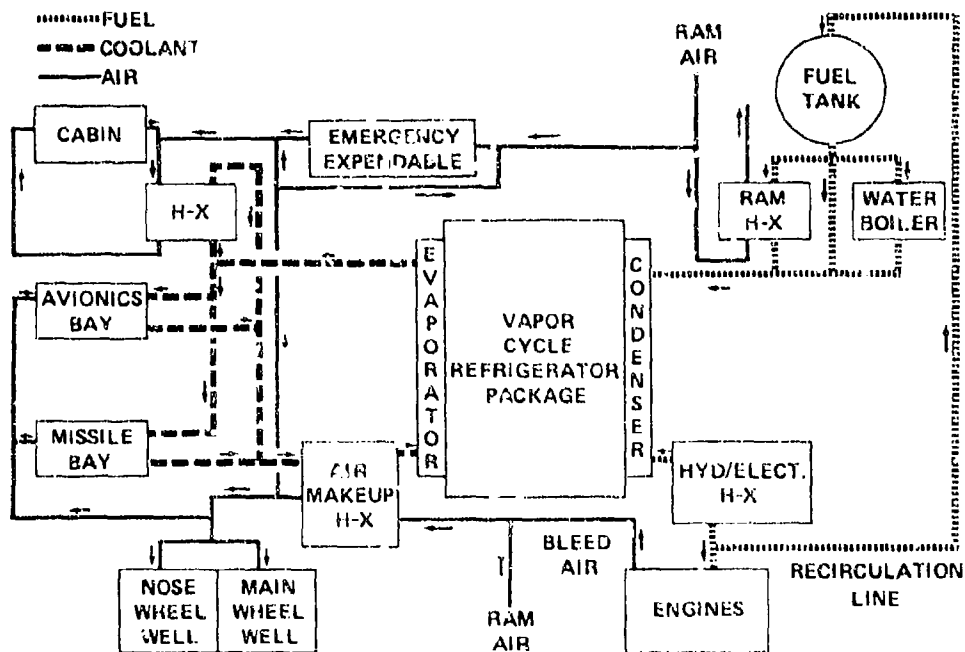 FUEL
COOLANT
AIR
RAM
AIR
FUEL
TANK
CABIN
EMERGENCY
EXPENDABLE
H-X
RAM
H-X
WATER
BOILER
EVAPORATOR
VAPOR
CYCLE
REFRIGERATOR
PACKAGE
CONDENSER
AVIONICS
BAY
MISSILE
BAY
AIR
MAKEUP
H-X
HYD/ELECT.
H-X
BLEED
AIR
RECIRCULATION
LINE
NOSE
WHEEL
WELL
MAIN
WHEEL
WELL
RAM
AIR
ENGINES